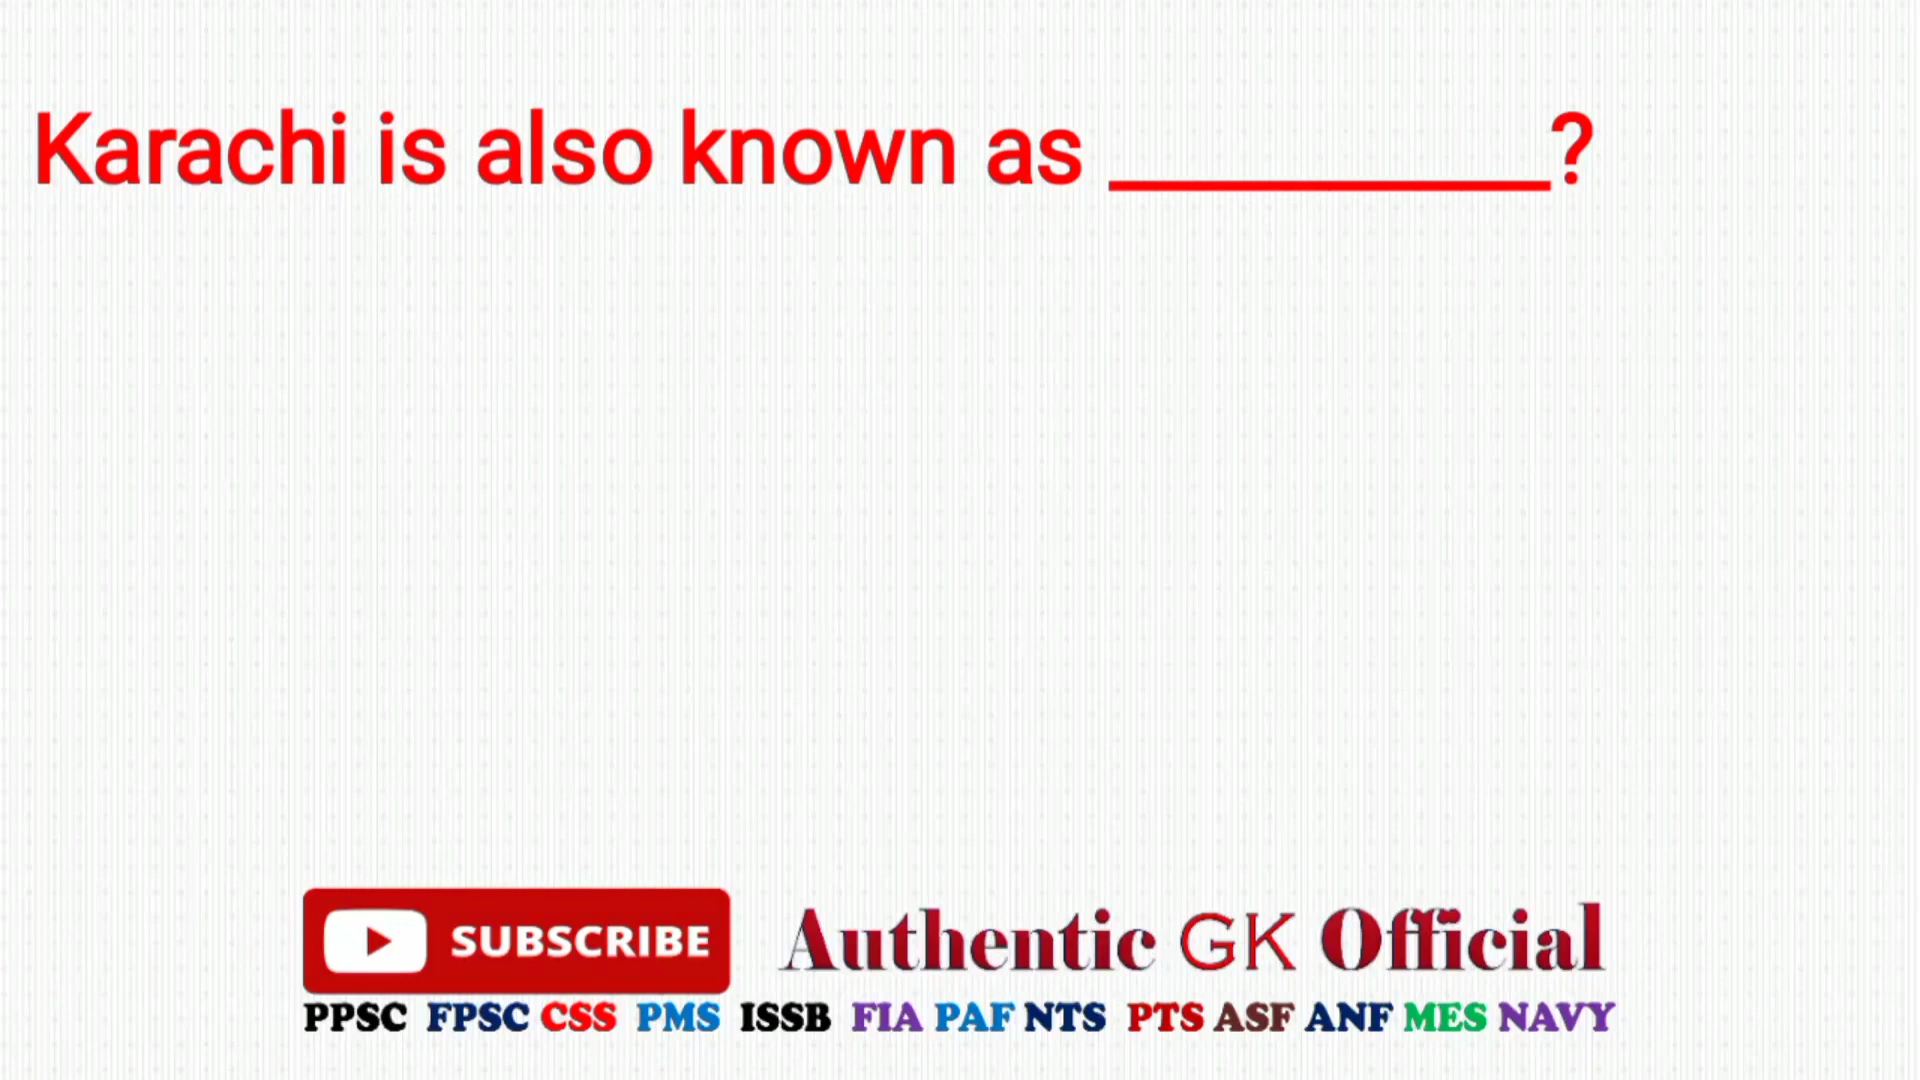 Karachi is also known as __________?
SUBSCRIBE Authentic GK Official
PPSC FPSC CSS PMS ISSB FIA PAF NTS PTS ASF ANF MES NAVY